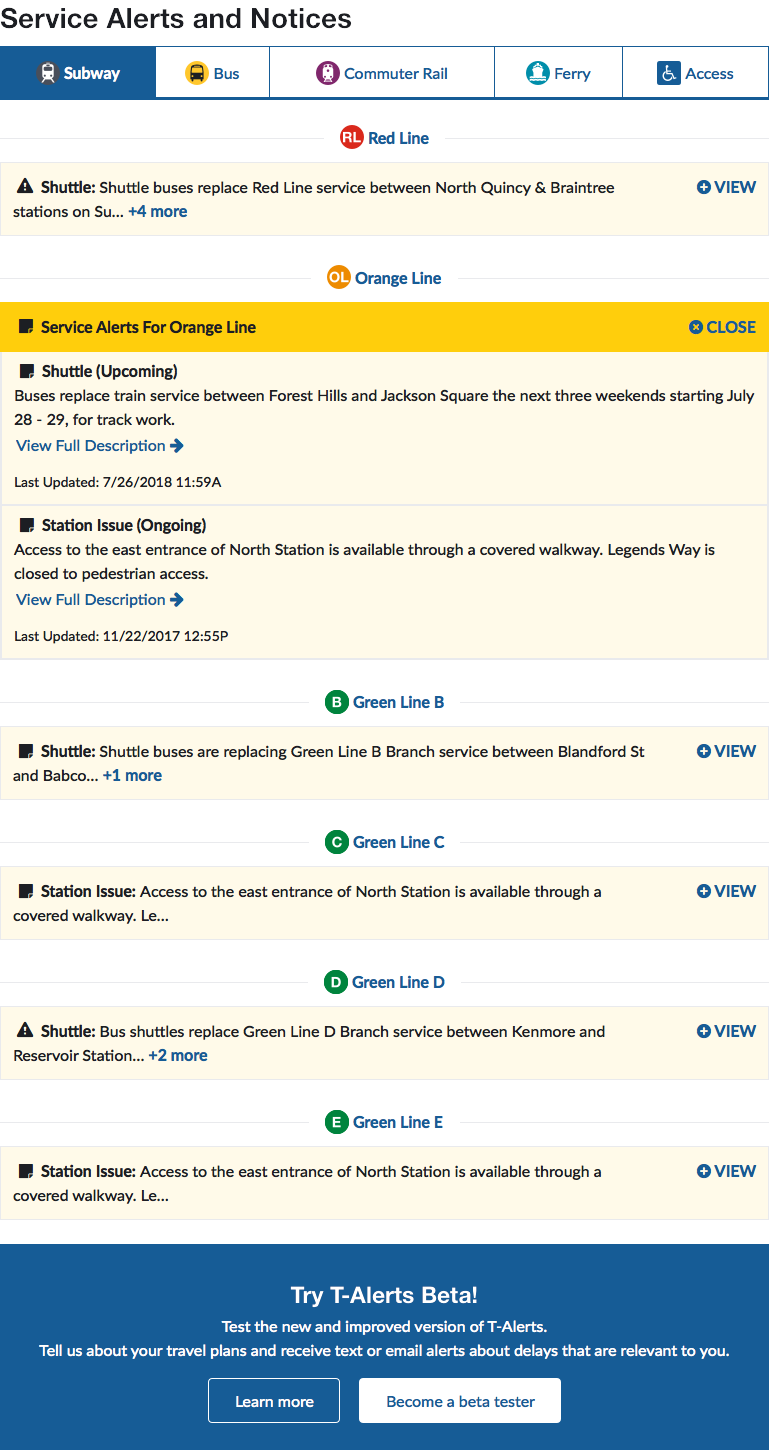 Service Alerts and Notices
Subway Bus Commuter Rail Ferry Access
RL Red Line
Shuttle: Shuttle buses replace Red Line service between North Quincy & Braintree VIEW
stations on Su... +4 more
OL Orange Line
Service Alerts For Orange Line CLOSE
Shuttle (Upcoming)
Buses replace train service between Forest Hills and Jackson Square the next three weekends starting July
28 - 29, for track work.
View Full Description
Last Updated: 7/26/2018 11:59A
Station Issue (Ongoing)
Access to the east entrance of North Station is available through a covered walkway. Legends Way is
closed to pedestrian access.
View Full Description
Last Updated: 11/22/2017 12:55P
B Green Line B
Shuttle: Shuttle buses are replacing Green Line B Branch service between Blandford St VIEW
and Babco... +1 more
C Green Line C
Station Issue: Access to the east entrance of North Station is available through a VIEW
covered walkway. Le...
D Green Line D
Shuttle: Bus shuttles replace Green Line D Branch service between Kenmore and VIEW
Reservoir Station... +2 more
E Green Line E
Station Issue: Access to the east entrance of North Station is available through a VIEW
covered walkway. Le...
Try T-Alerts Beta!
Test the new and improved version of T-Alerts.
Tell us about your travel plans and receive text or email alerts about delays that are relevant to you.
Learn more Become a beta tester